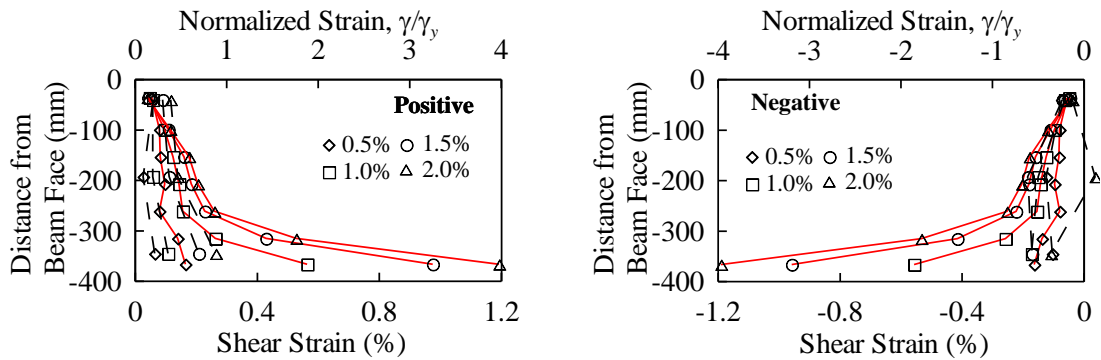 Normalized Strain, γ/γy
0 1 2 3 4
Distance from
Beam Face (mm)
0
-100
-200
-300
-400
Positive
0.5% 1.5%
1.0% 2.0%
0 0.4 0.8 1.2
Shear Strain (%)
Normalized Strain, γ/γy
-4 -3 -2 -1 0
Distance from
Beam Face (mm)
0
-100
-200
-300
-400
Negative
0.5% 1.5%
1.0% 2.0%
-1.2 -0.8 -0.4 0
Shear Strain (%)